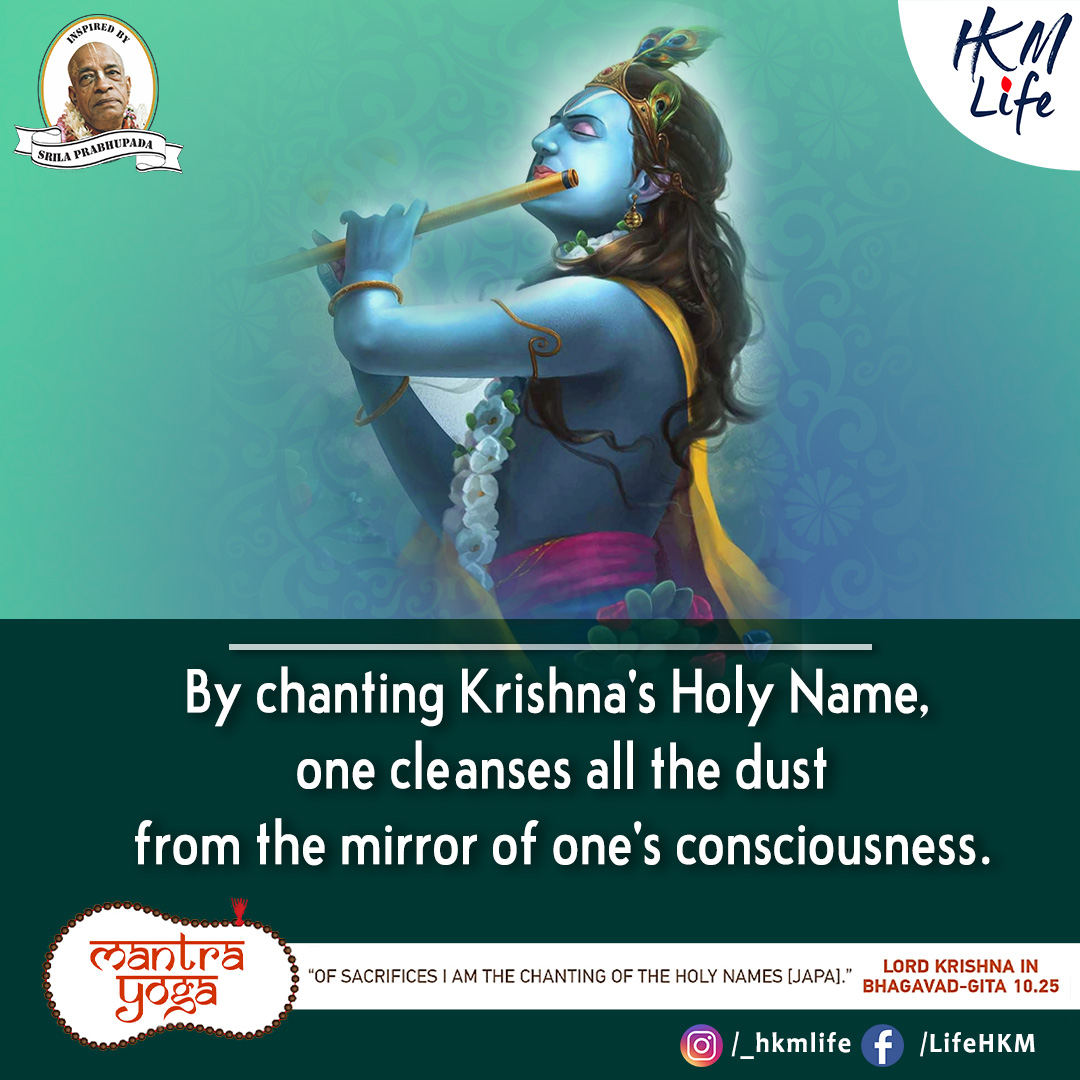 INSPIRED BY
SRILA PRABHUPADA
HKM
Life
By chanting Krishna's Holy Name,
one cleanses all the dust
from the mirror of one's consciousness.
mantra
yoga
“OF SACRIFICES I AM THE CHANTING OF THE HOLY NAMES [JAPA].”
LORD KRISHNA IN
BHAGAVAD-GITA 10.25
/_hkmlife
/LifeHKM